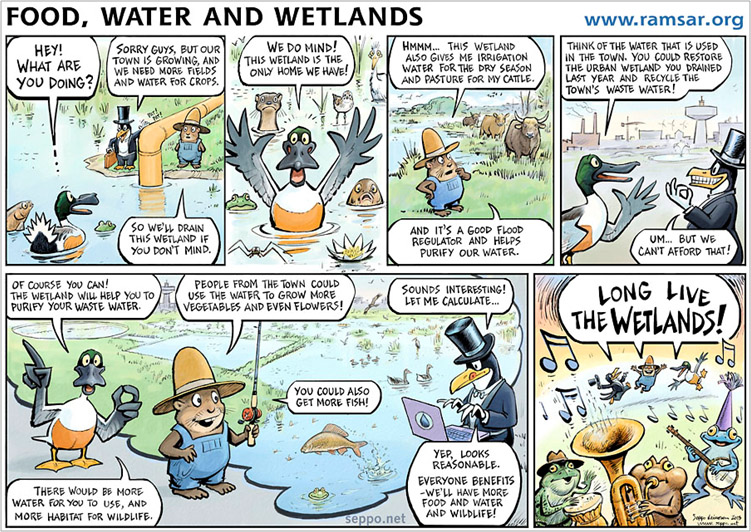 FOOD, WATER AND WETLANDS
www.ramsar.org
HEY!
WHAT ARE
YOU DOING?
SORRY GUYS, BUT OUR
TOWN IS GROWING, AND
WE NEED MORE FIELDS
AND WATER FOR CROPS.
SO WE'LL DRAIN
THIS WETLAND IF
YOU DON'T MIND.
WE DO MIND!
THIS WETLAND IS THE
ONLY HOME WE HAVE!
HMMM... THIS WETLAND
ALSO GIVES ME IRRIGATION
WATER FOR THE DRY SEASON
AND PASTURE FOR MY CATTLE.
AND IT'S A GOOD FLOOD
REGULATOR AND HELPS
PURIFY OUR WATER.
THINK OF THE WATER THAT IS USED
IN THE TOWN. YOU COULD RESTORE
THE URBAN WETLAND YOU DRAINED
LAST YEAR AND RECYCLE THE
TOWN'S WASTE WATER!
UM... BUT WE
CAN'T AFFORD THAT!
OF COURSE YOU CAN!
THE WETLAND WILL HELP YOU TO
PURIFY YOUR WASTE WATER.
THERE WOULD BE MORE
WATER FOR YOU TO USE, AND
MORE HABITAT FOR WILDLIFE.
PEOPLE FROM THE TOWN COULD
USE THE WATER TO GROW MORE
VEGETABLES AND EVEN FLOWERS!
YOU COULD ALSO
GET MORE FISH!
SOUNDS INTERESTING!
LET ME CALCULATE...
YEP, LOOKS
REASONABLE.
EVERYONE BENEFITS
-WE'LL HAVE MORE
FOOD AND WATER
AND WILDLIFE!
seppo.net
LONG LIVE
THE WETLANDS!
Seppo Leinonen 2013
www.seppo.net